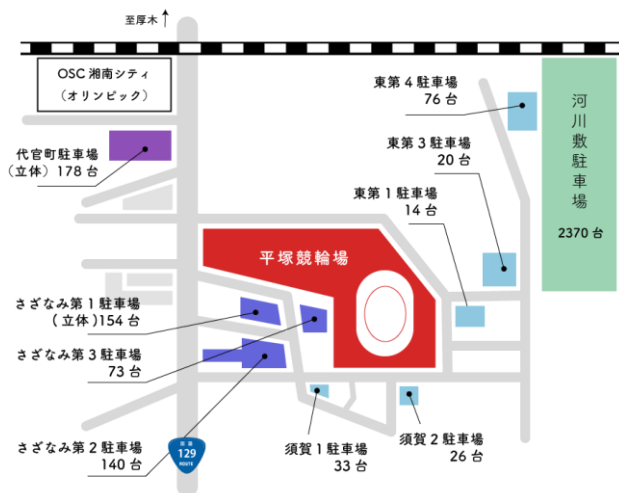 至厚木
OSC 湘南シティ
(オリンピック)
代官町駐車場
(立体) 178 台
東第 4 駐車場
76 台
東第 3 駐車場
20 台
東第 1 駐車場
14 台
河川敷駐車場
2370 台
平塚競輪場
さざなみ第 1 駐車場
(立体)154 台
さざなみ第 3 駐車場
73 台
さざなみ第 2 駐車場
140 台
国道
129
ROUTE
須賀 1 駐車場
33 台
須賀 2 駐車場
26 台